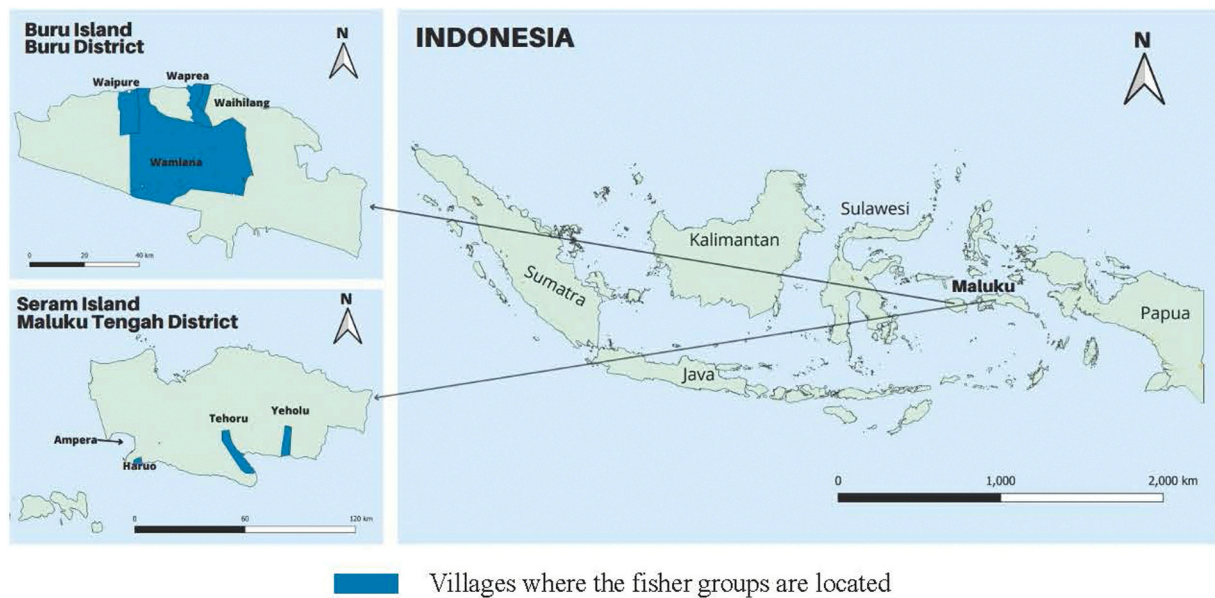 Buru Island
Buru District
N
Waipure
Waprea
Waihilang
Wamiana
0 20 40 km
Seram Island
Maluku Tengah District
N
Tehoru
Yeholu
Ampera
Haruo
0 60 120 km
INDONESIA
N
Sulawesi
Kalimantan
Sumatra
Maluku
Papua
Java
0 1,000 2,000 km
Villages where the fisher groups are located